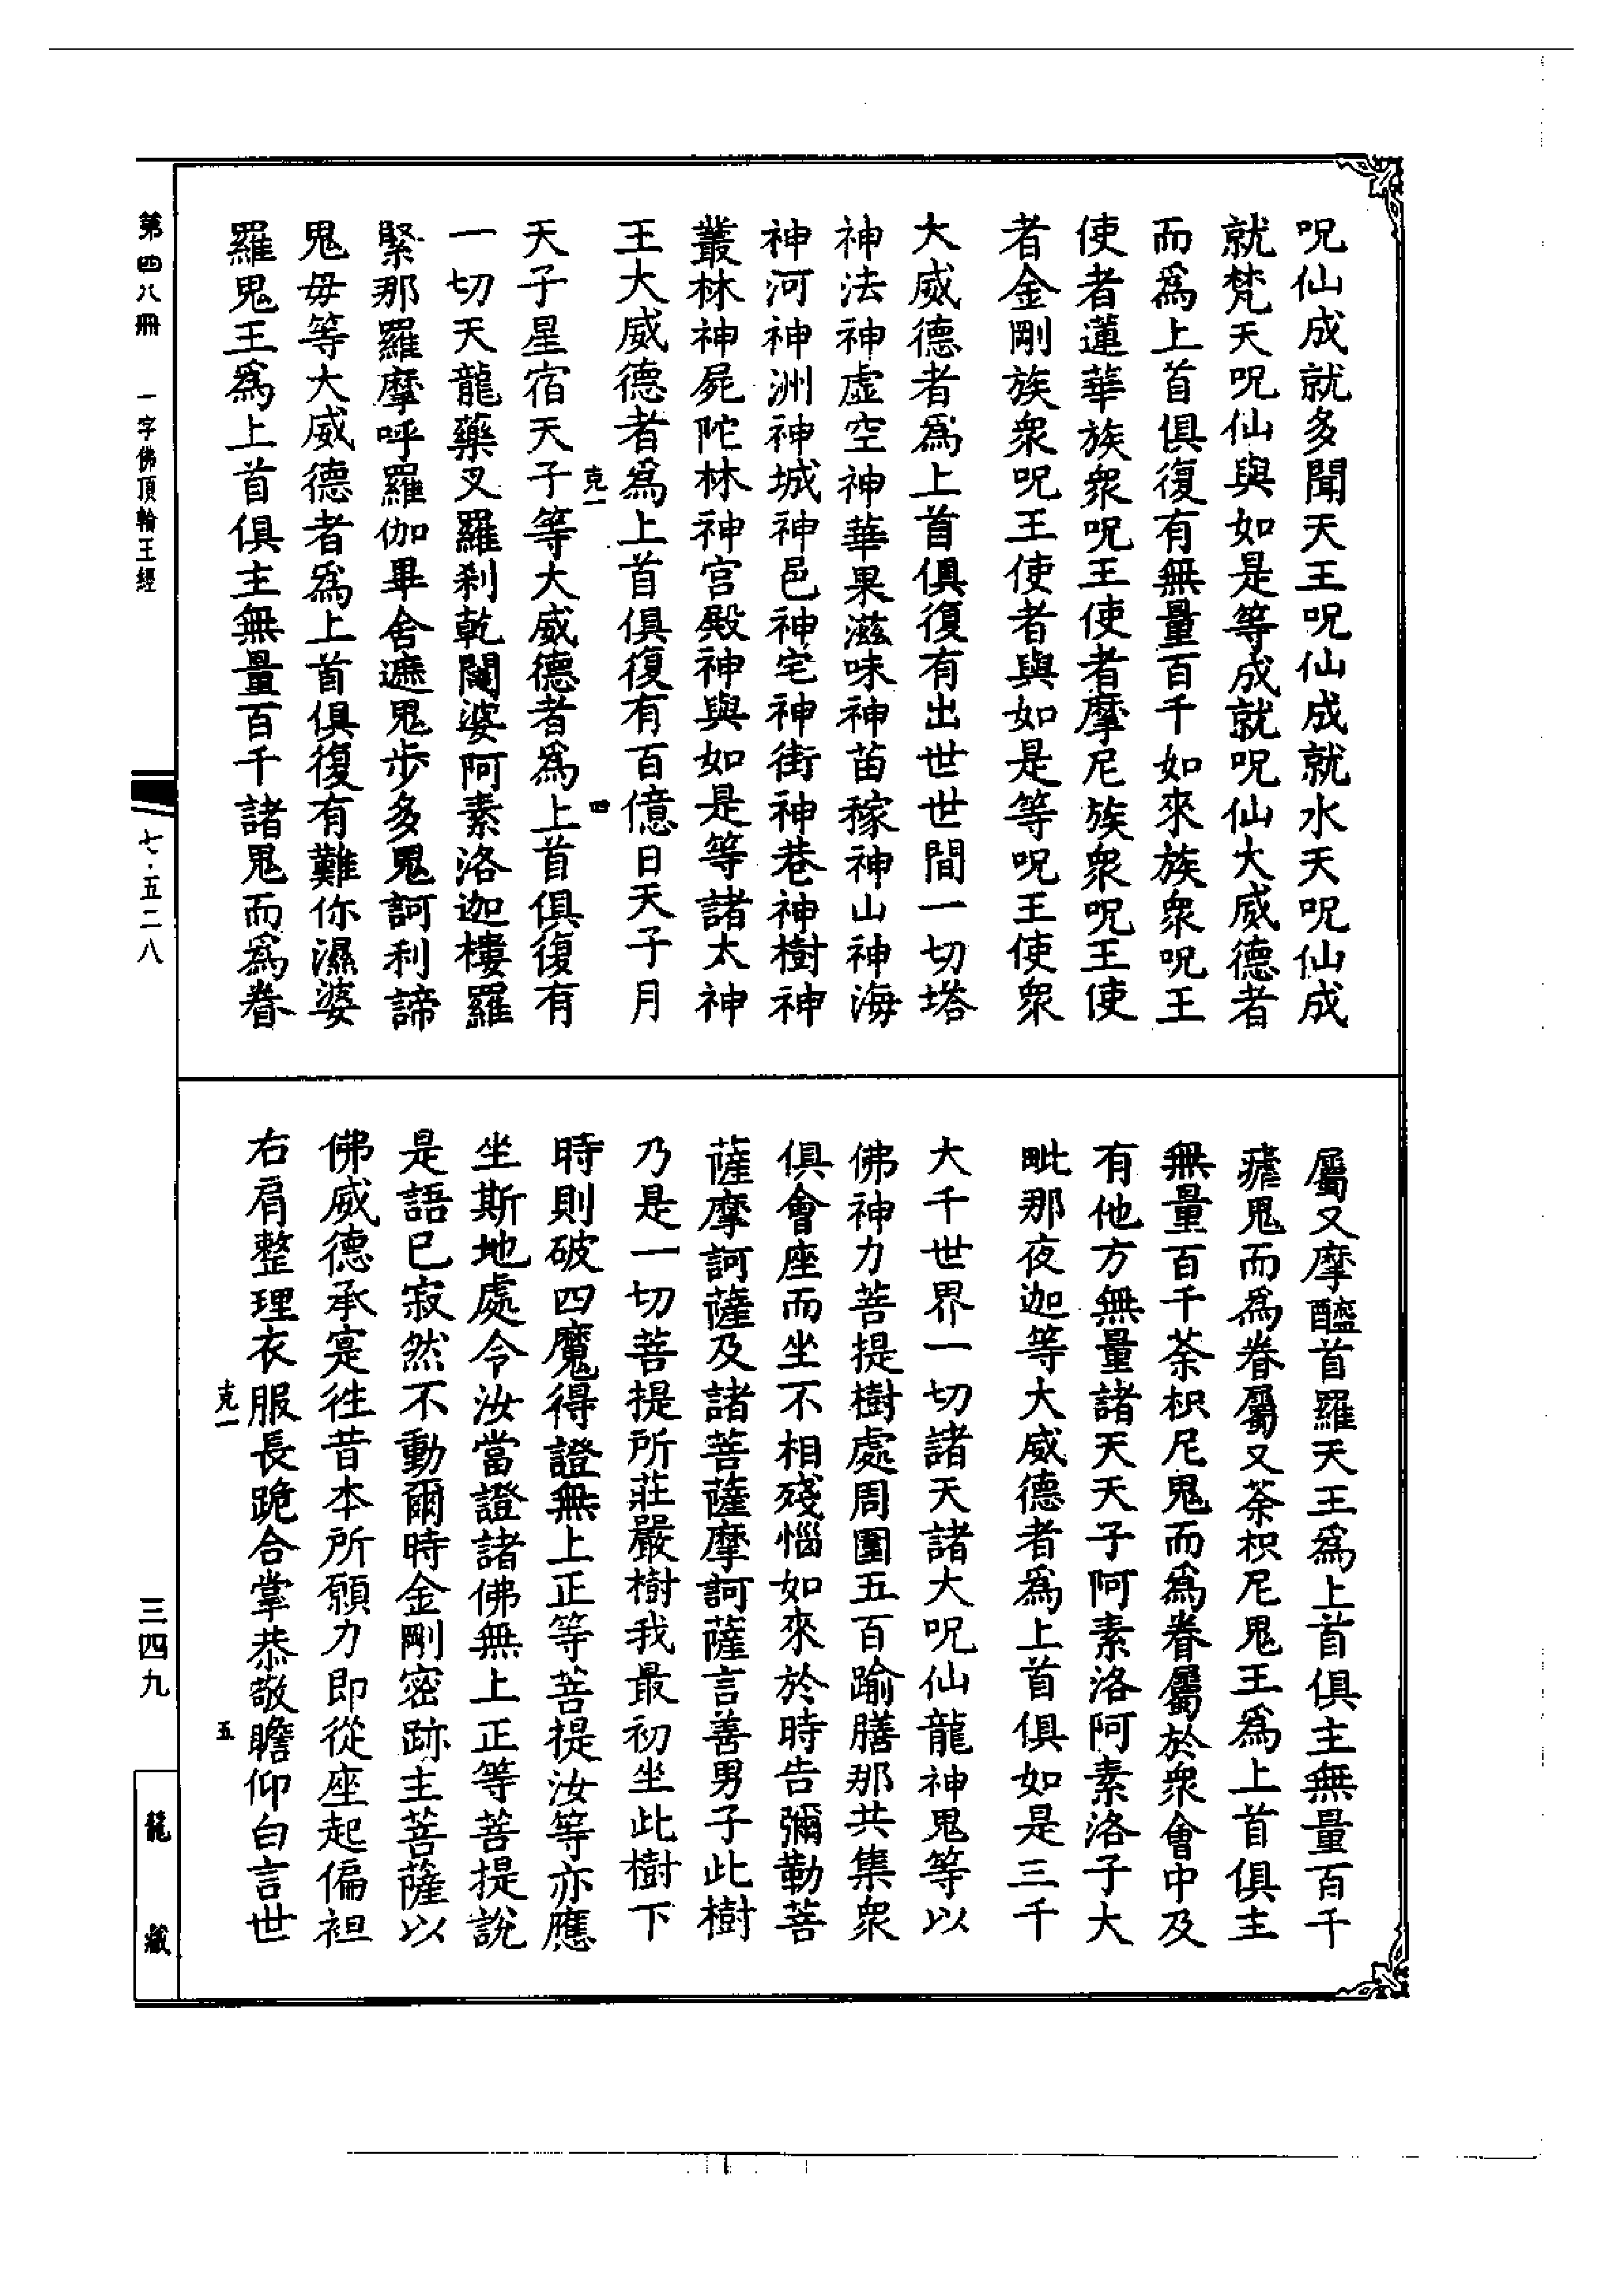 呪仙成就多聞天王呪仙成就水天呪仙成
就梵天呪仙與如是等成就呪仙大威德者
而為上首俱復有無量百千如來族衆呪王
使者蓮華族衆呪王使者摩尼族衆呪王使
者金剛族衆呪王使者與如是等呪王使衆
大威德者為上首俱復有出世世間一切塔
神法神虛空神華果滋味神苗稼神山神海
神河神洲神城神邑神宅神街神巷神樹神
叢林神屍陀林神宫殿神與如是等諸太神
王大威德者為上首俱復有百億日天子月
克一
四
天子星宿天子等大威德者為上首俱復有
一切天龍藥叉羅剎乾闥婆阿素洛迦樓羅
緊那羅摩呼羅伽畢舍遮鬼步多鬼訶利諦
鬼毋等大威德者為上首俱復有難你濕婆
羅鬼王為上首俱主無量百千諸鬼而為眷
屬又摩醯首羅天王為上首俱主無量百千
瘧鬼而為眷屬又荼枳尼鬼王為上首俱主
無量百千荼枳尼鬼而為眷屬於衆會中及
有他方無量諸天天子阿素洛阿素洛子大
毗那夜迦等大威德者為上首俱如是三千
大千世界一切諸天諸大呪仙龍神鬼等以
佛神力菩提樹處周圍五百踰膳那共集衆
俱會座而坐不相殘惱如來於時告彌勒菩
薩摩訶薩及諸菩薩摩訶薩言善男子此樹
乃是一切菩提所莊嚴樹我最初坐此樹下
時則破四魔得證無上正等菩提汝等亦應
坐斯地處令汝當證諸佛無上正等菩提說
是語已寂然不動爾時金剛密跡主菩薩以
佛威德承寔徃昔本所願力即從座起偏袒
右肩整理衣服長跪合掌恭敬瞻仰白言世
克一
五
第四八冊
一字佛頂輪王經
七·五二八
三四九
龍藏